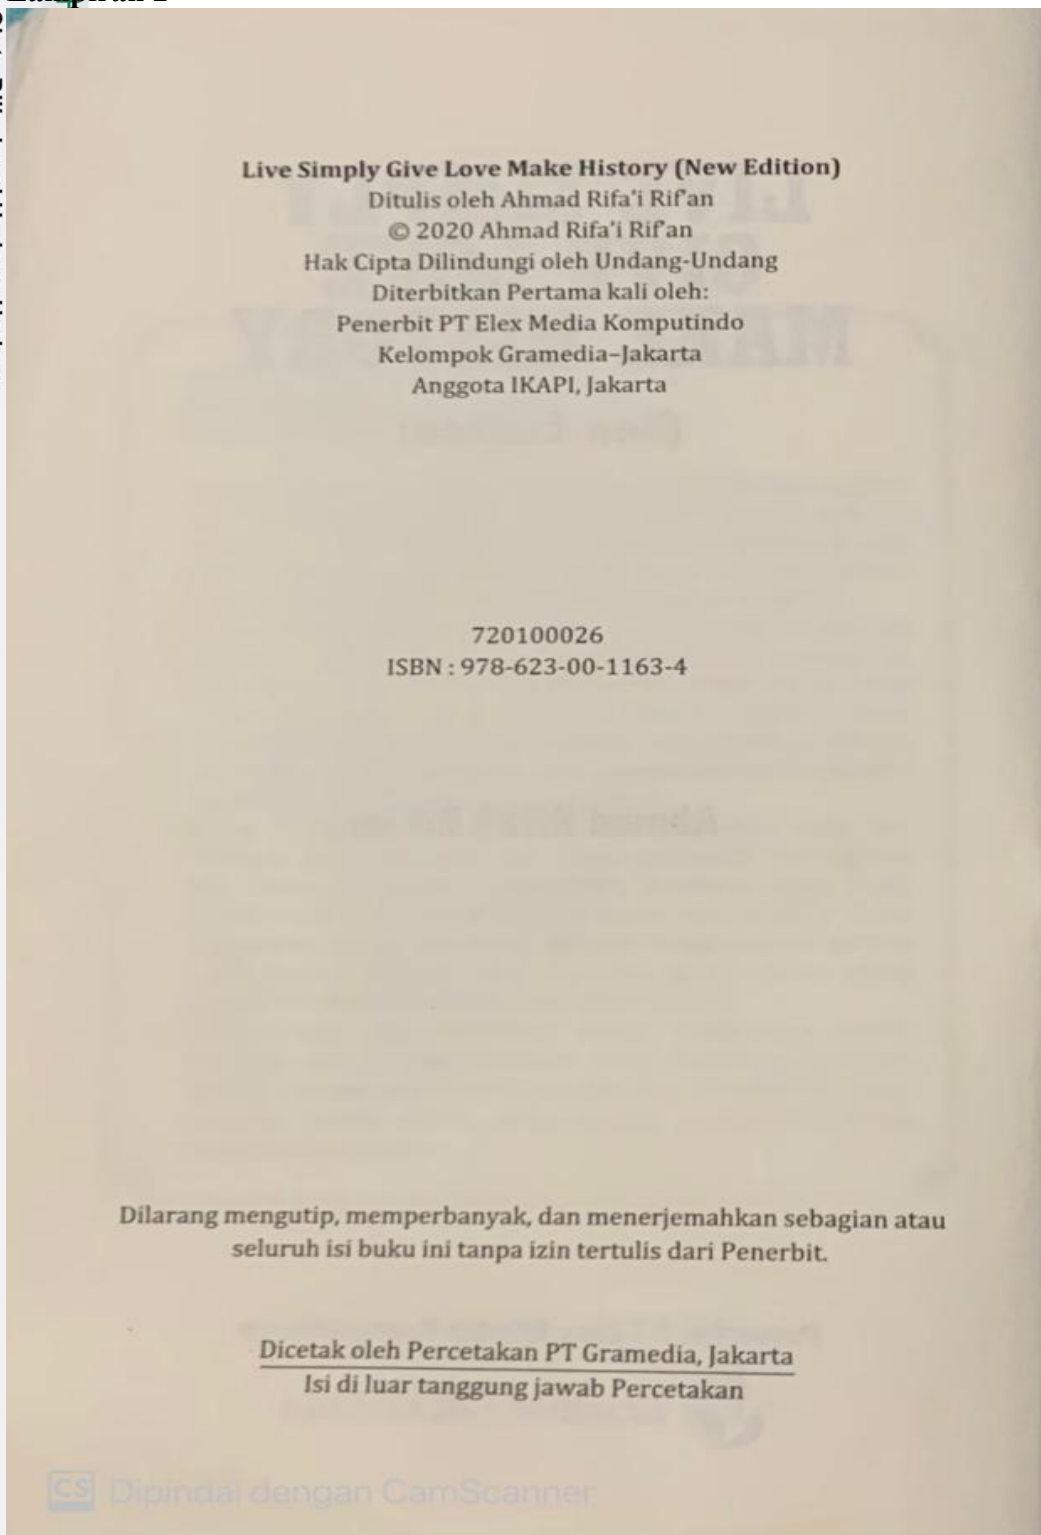 Live Simply Give Love Make History (New Edition)
Ditulis oleh Ahmad Rifa'i Rif'an
© 2020 Ahmad Rifa'i Rif'an
Hak Cipta Dilindungi oleh Undang-Undang
Diterbitkan Pertama kali oleh:
Penerbit PT Elex Media Komputindo
Kelompok Gramedia–Jakarta
Anggota IKAPI, Jakarta
720100026
ISBN : 978-623-00-1163-4
Dilarang mengutip, memperbanyak, dan menerjemahkan sebagian atau
seluruh isi buku ini tanpa izin tertulis dari Penerbit.
Dicetak oleh Percetakan PT Gramedia, Jakarta
Isi di luar tanggung jawab Percetakan
CS Dipindai dengan CamScanner